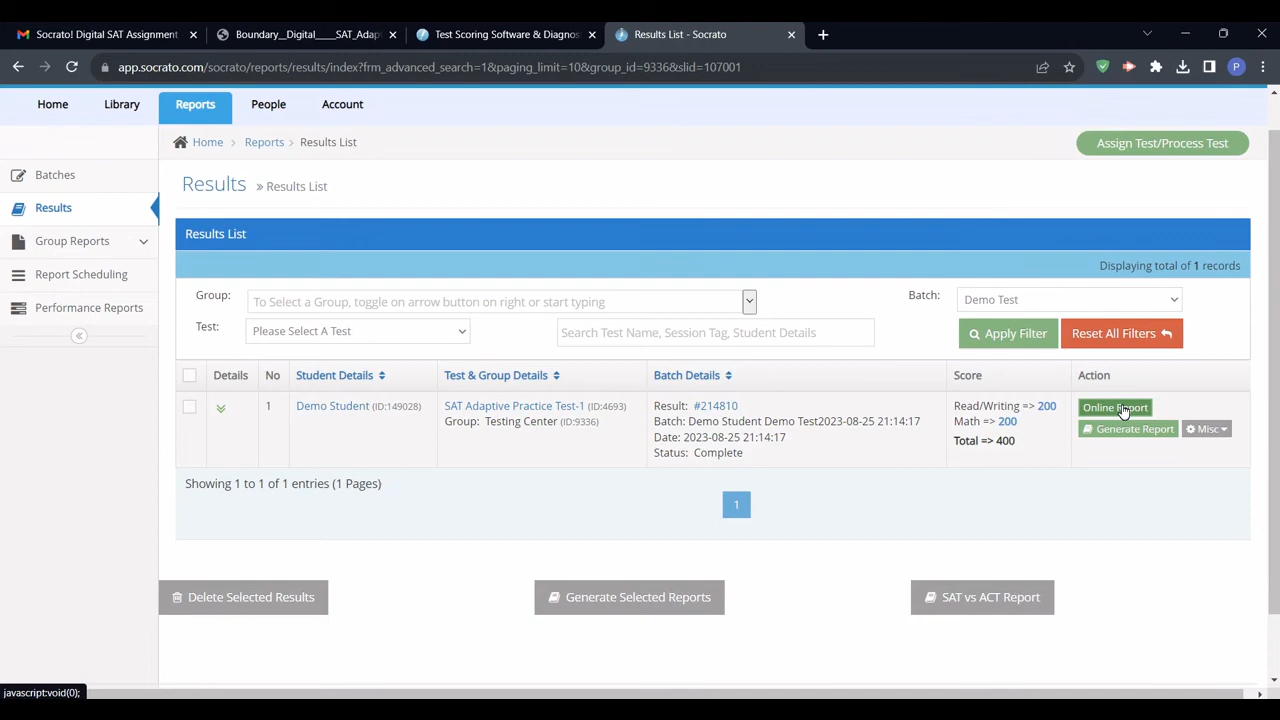 Socrato! Digital SAT Assignment
Boundary__Digital____SAT_Adap
Test Scoring Software & Diagnos
Results List - Socrato
app.socrato.com/socrato/reports/results/index?frm_advanced_search=1&paging_limit=10&group_id=9336&slid=107001
P
Home Library Reports People Account
Home > Reports > Results List
Assign Test/Process Test
Batches
Results
Group Reports
Report Scheduling
Performance Reports
Results » Results List
Results List
Displaying total of 1 records
Group: To Select a Group, toggle on arrow button on right or start typing
Batch: Demo Test
Test: Please Select A Test
Search Test Name, Session Tag, Student Details
Apply Filter
Reset All Filters
Details No Student Details Test & Group Details Batch Details Score Action
1 Demo Student (ID:149028)
SAT Adaptive Practice Test-1 (ID:4693)
Group: Testing Center (ID:9336)
Result: #214810
Batch: Demo Student Demo Test2023-08-25 21:14:17
Date: 2023-08-25 21:14:17
Status: Complete
Read/Writing => 200
Math => 200
Total => 400
Online Report
Generate Report
Misc
Showing 1 to 1 of 1 entries (1 Pages)
1
Delete Selected Results
Generate Selected Reports
SAT vs ACT Report
javascript:void(0);